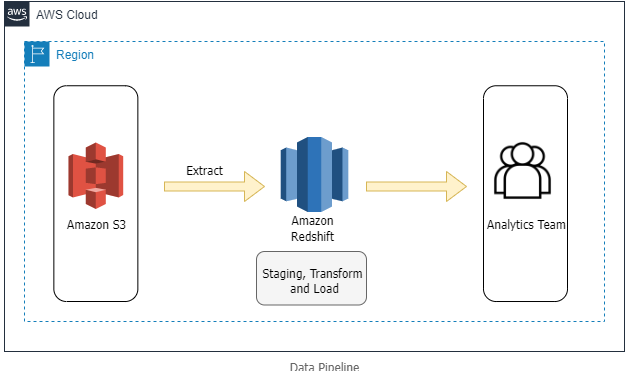 aws
AWS Cloud
Region
Extract
Amazon S3
Amazon
Redshift
Analytics Team
Staging, Transform
and Load
Data Pipeline